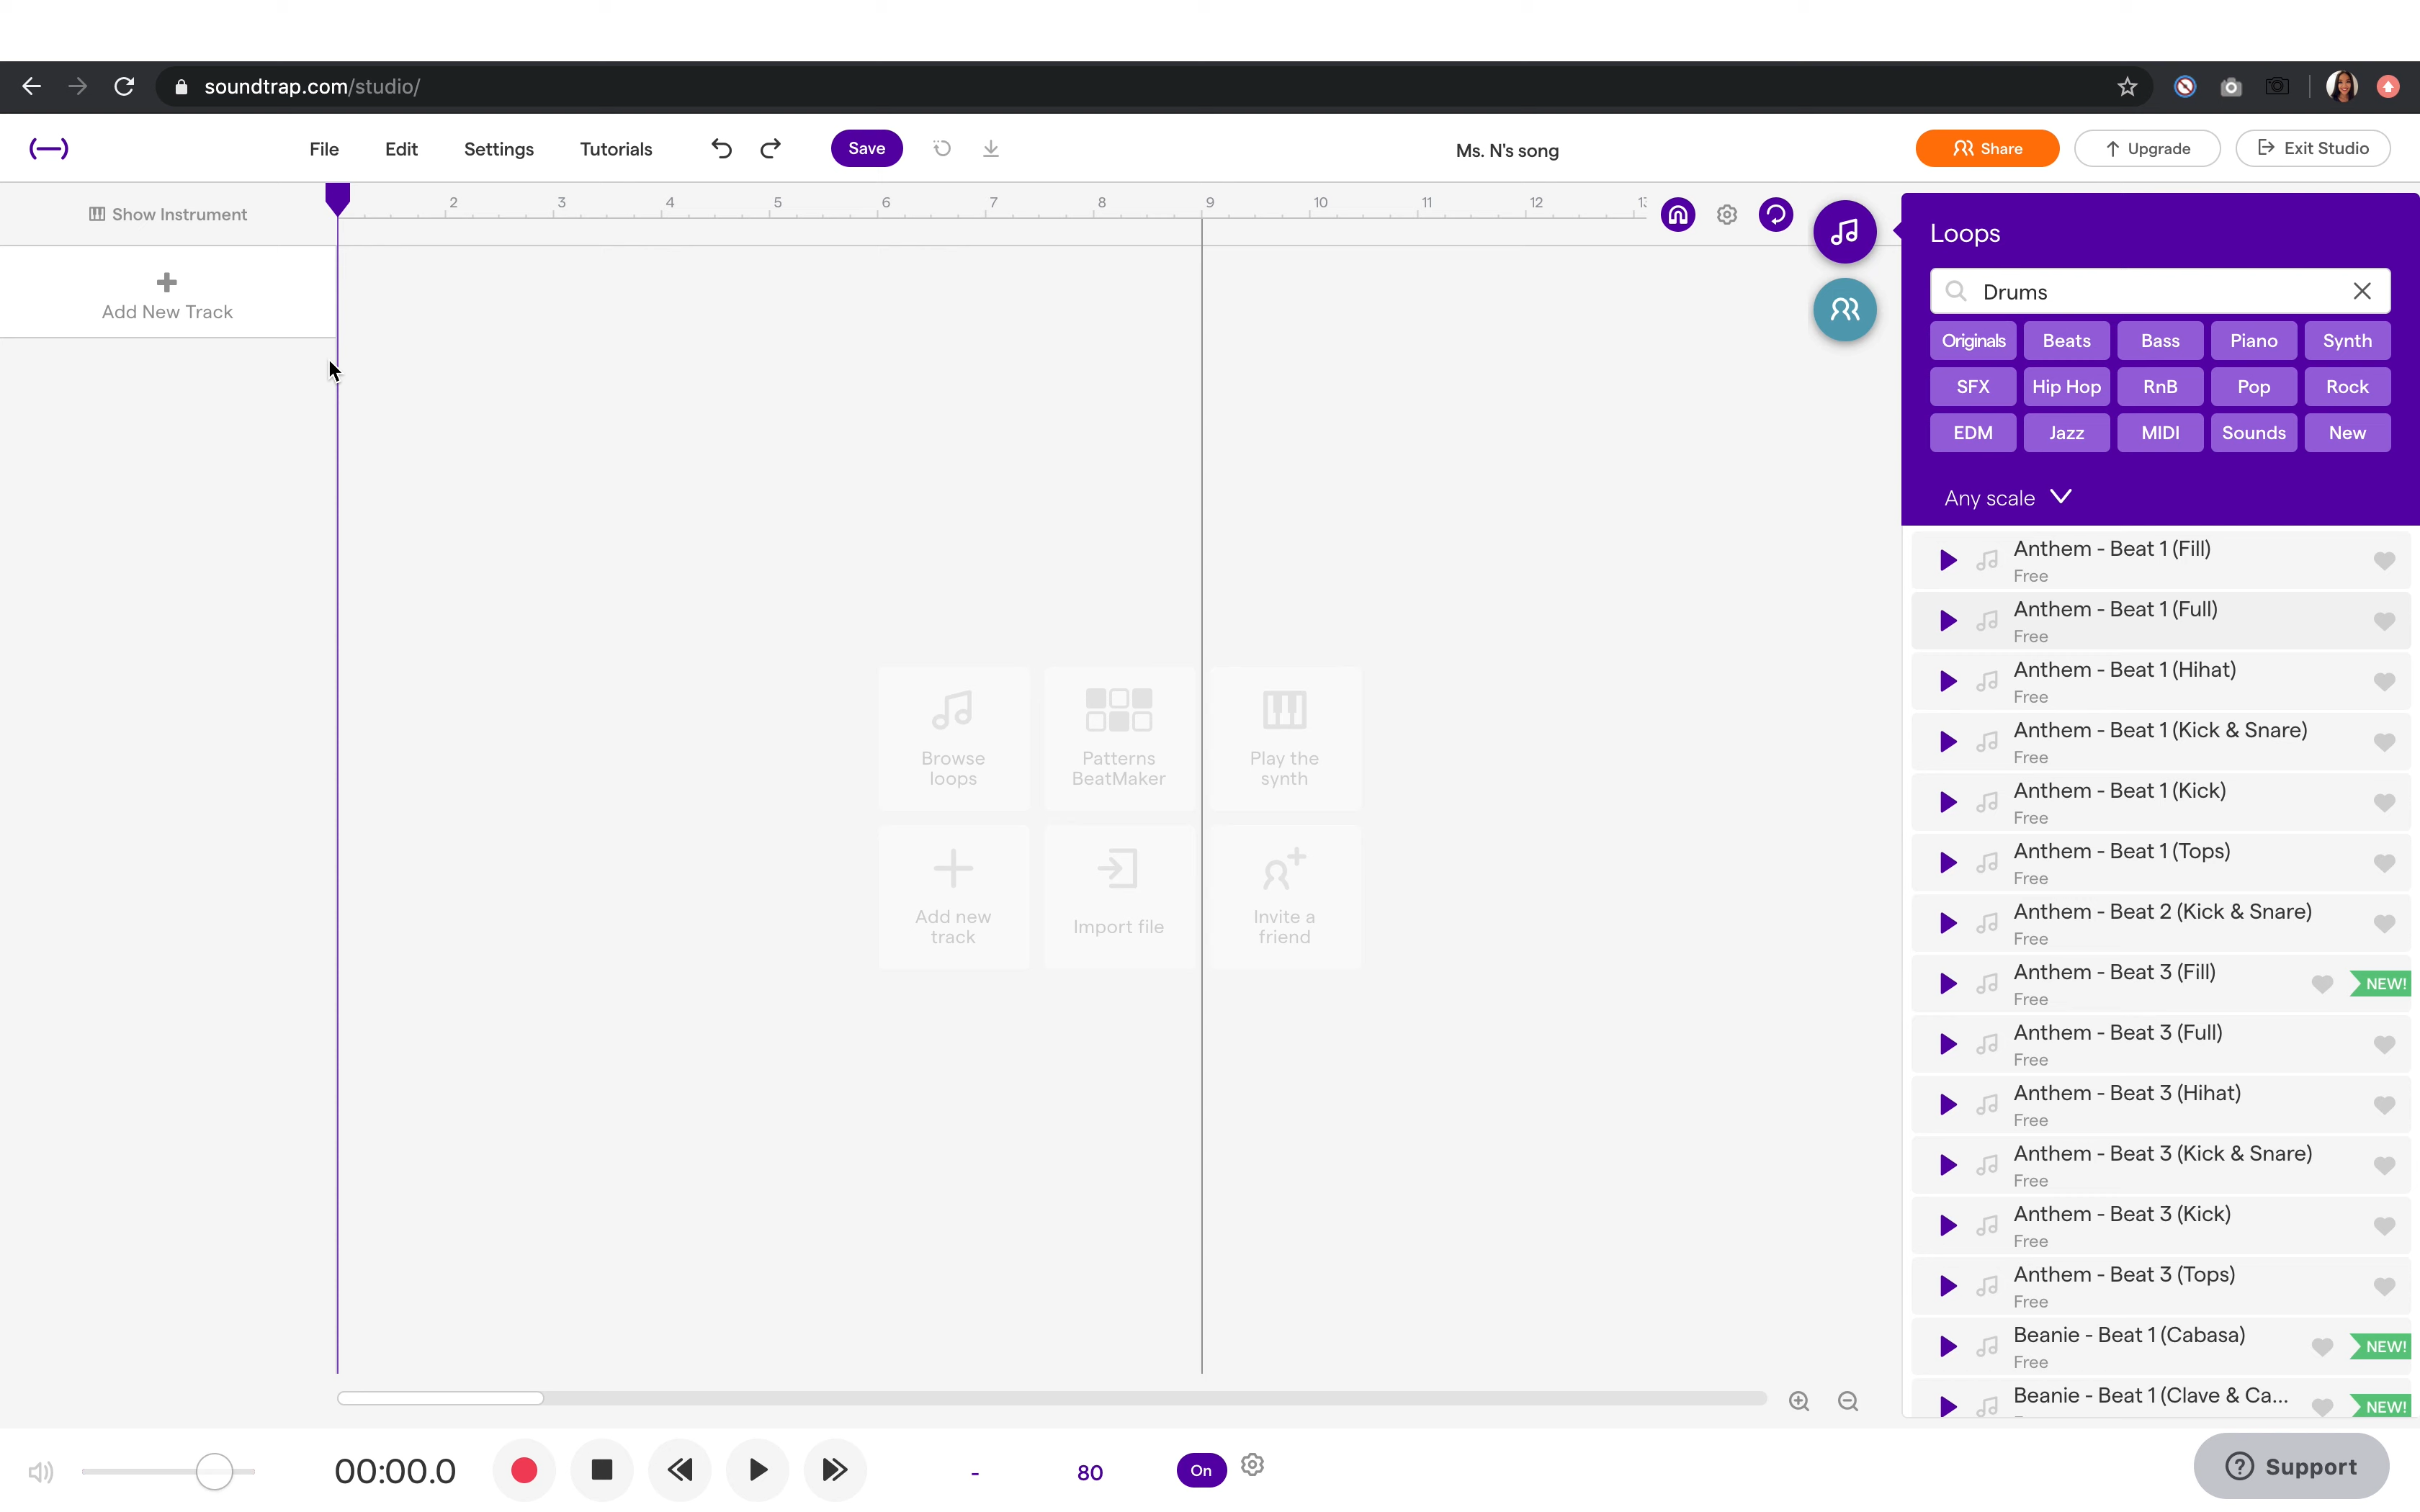 soundtrap.com/studio/
File Edit Settings Tutorials Save Ms. N's song Share Upgrade Exit Studio
Show Instrument
2 3 4 5 6 7 8 9 10 11 12
Add New Track
Browse
loops
Patterns
BeatMaker
Play the
synth
Add new
track
Import file
Invite a
friend
Loops
Drums
Originals Beats Bass Piano Synth
SFX Hip Hop RnB Pop Rock
EDM Jazz MIDI Sounds New
Any scale
Anthem - Beat 1 (Fill)
Free
Anthem - Beat 1 (Full)
Free
Anthem - Beat 1 (Hihat)
Free
Anthem - Beat 1 (Kick & Snare)
Free
Anthem - Beat 1 (Kick)
Free
Anthem - Beat 1 (Tops)
Free
Anthem - Beat 2 (Kick & Snare)
Free
Anthem - Beat 3 (Fill) NEW!
Free
Anthem - Beat 3 (Full)
Free
Anthem - Beat 3 (Hihat)
Free
Anthem - Beat 3 (Kick & Snare)
Free
Anthem - Beat 3 (Kick)
Free
Anthem - Beat 3 (Tops)
Free
Beanie - Beat 1 (Cabasa) NEW!
Free
Beanie - Beat 1 (Clave & Ca... NEW!
00:00.0 - 80 On
Support